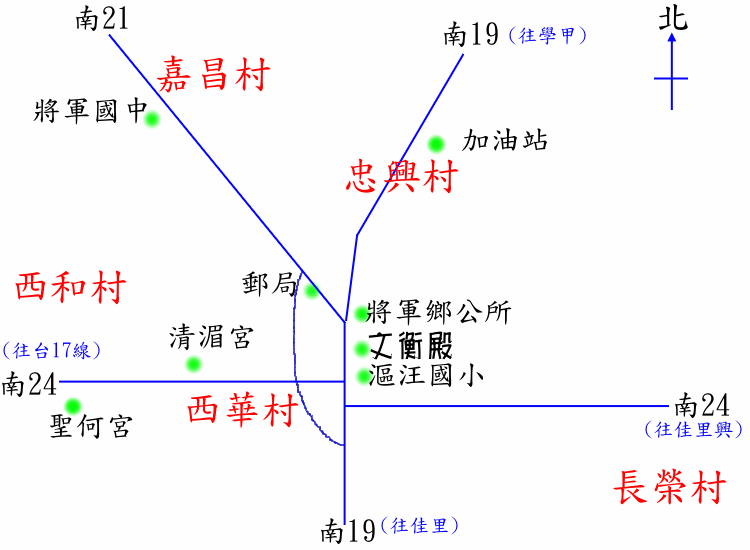 南21
南19 (往學甲)
北
嘉昌村
將軍國中
加油站
忠興村
西和村
郵局
將軍鄉公所
清湄宮
文衡殿
(往台17線)
漚汪國小
南24
西華村
聖何宮
南24
(往佳里興)
長榮村
南19 (往佳里)